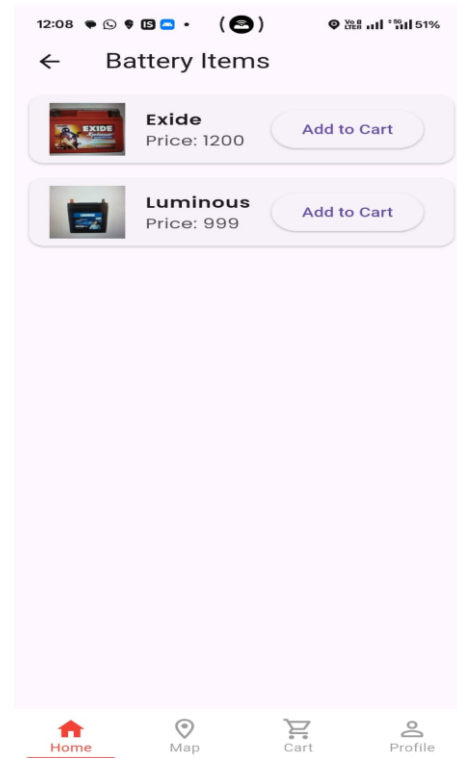 12:08
51%
Battery Items
EXIDE
Exide
Price: 1200
Add to Cart
Luminous
Price: 999
Add to Cart
Home
Map
Cart
Profile